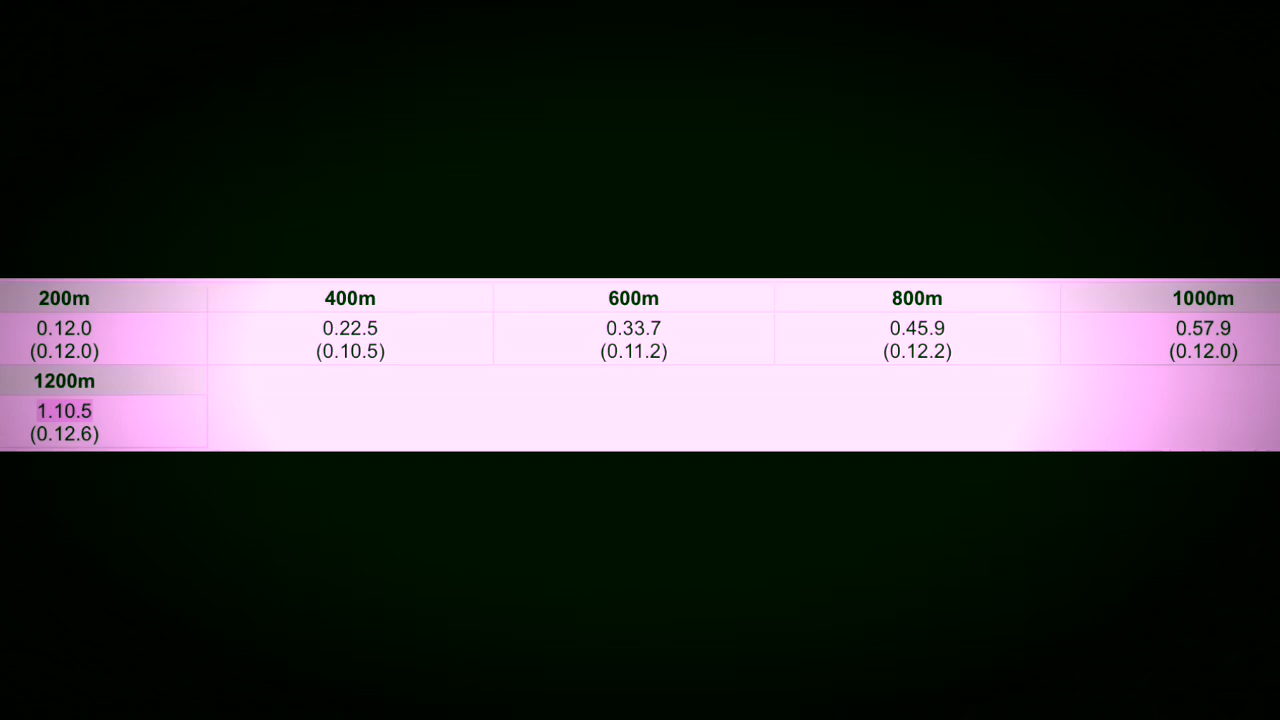 200m 400m 600m 800m 1000m
0.12.0 0.22.5 0.33.7 0.45.9 0.57.9
(0.12.0) (0.10.5) (0.11.2) (0.12.2) (0.12.0)
1200m
1.10.5
(0.12.6)